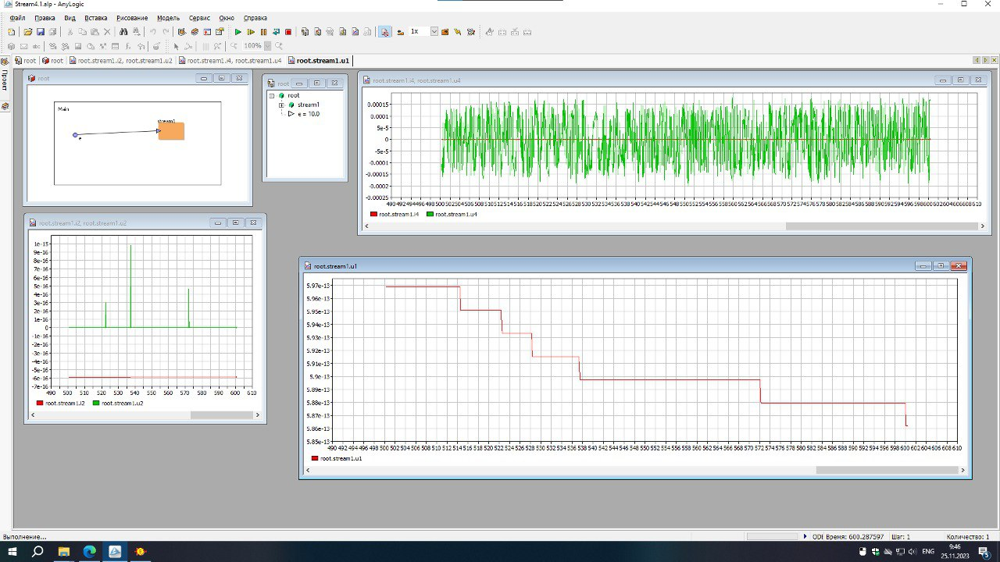 Stream4.1.alp - AnyLogic
Файл Правка Вид Вставка Рисование Модель Сервис Окно Справка
1x
100%
root root root.stream1.i2, root.stream1.u2 root.stream1.i4, root.stream1.u4 root.stream1.u1
Проект
root
Main
stream1
e
root
root
stream1
e = 10.0
root.stream1.i4, root.stream1.u4
0.00015
0.0001
5e-5
0
-5e-5
-0.0001
-0.00015
-0.0002
-0.00025
490 492 494 496 498 500 502 504 506 508 510 512 514 516 518 520 522 524 526 528 530 532 534 536 538 540 542 544 546 548 550 552 554 556 558 560 562 564 566 568 570 572 574 576 578 580 582 584 586 588 590 592 594 596 598 600 602 604 606 608 610
root.stream1.i4 root.stream1.u4
root.stream1.i2, root.stream1.u2
1e-15
9e-16
8e-16
7e-16
6e-16
5e-16
4e-16
3e-16
2e-16
1e-16
0
-1e-16
-2e-16
-3e-16
-4e-16
-5e-16
-6e-16
-7e-16
490 500 510 520 530 540 550 560 570 580 590 600 610
root.stream1.i2 root.stream1.u2
root.stream1.u1
5.97e-13
5.96e-13
5.95e-13
5.94e-13
5.93e-13
5.92e-13
5.91e-13
5.9e-13
5.89e-13
5.88e-13
5.87e-13
5.86e-13
5.85e-13
490 492 494 496 498 500 502 504 506 508 510 512 514 516 518 520 522 524 526 528 530 532 534 536 538 540 542 544 546 548 550 552 554 556 558 560 562 564 566 568 570 572 574 576 578 580 582 584 586 588 590 592 594 596 598 600 602 604 606 608 610
root.stream1.u1
Выполнение... ODE Время: 600.287597 Шаг: 1 Количество: 1
ENG
9:46
25.11.2023